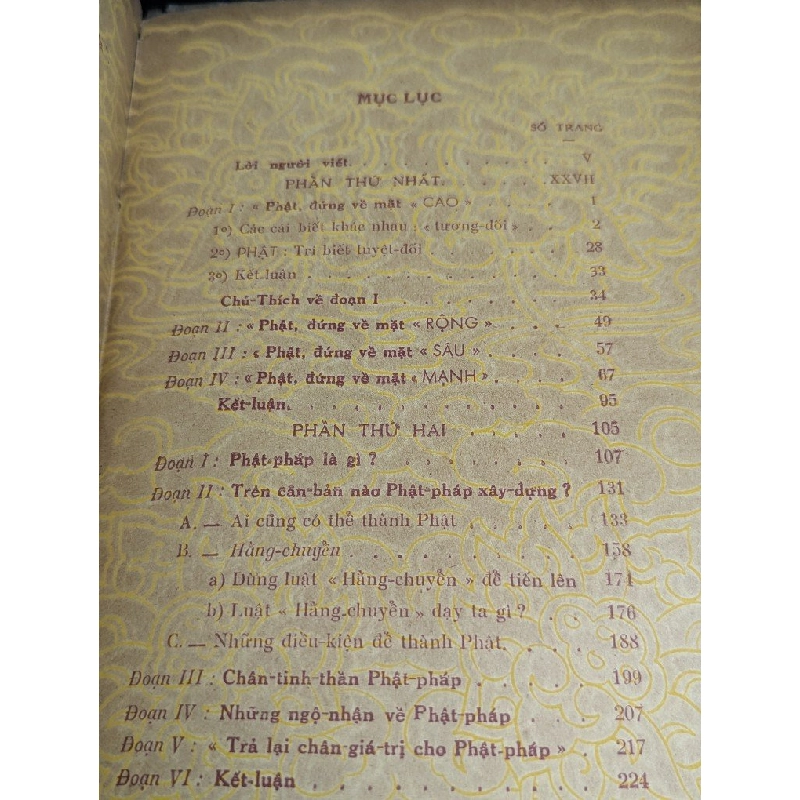 MỤC LỤC
SỐ TRANG
Lời người viết. . . . . . . . . . . V
PHẦN THỨ NHẤT. . . . . . XXVII
Đoạn I : « Phật, đứng về mặt « CAO » . . . . 1
1º) Các cái biết khác nhau : « tương-đối » . . 2
2º) PHẬT : Tri biết tuyệt-đối . . . . . . 28
3º) Kết-luận . . . . . . . . . . . 33
Chú-Thích về đoạn I . . . . . . . 34
Đoạn II : « Phật, đứng về mặt « RỘNG » . . . 49
Đoạn III : « Phật, đứng về mặt « SÂU » . . . . 57
Đoạn IV : « Phật, đứng về mặt « MẠNH » . . . 67
Kết-luận. . . . . . . . . . . . 95
PHẦN THỨ HAI . . . . . 105
Đoạn I : Phật-pháp là gì ? . . . . . . . 107
Đoạn II : Trên căn-bản nào Phật-pháp xây-dựng ? 131
A. — Ai cũng có thể thành Phật . . . . . 133
B. — Hằng-chuyển . . . . . . . . . 158
a) Dùng luật « Hằng-chuyển » để tiến lên 174
b) Luật « Hằng-chuyển » dạy ta gì ? . . 176
C. — Những điều-kiện để thành Phật. . . . 188
Đoạn III : Chân-tinh thần Phật-pháp . . . . . 199
Đoạn IV : Những ngộ-nhận về Phật-pháp . . . 207
Đoạn V : « Trả lại chân-giá-trị cho Phật-pháp » . . 217
Đoạn VI : Kết-luận . . . . . . . . . . 224